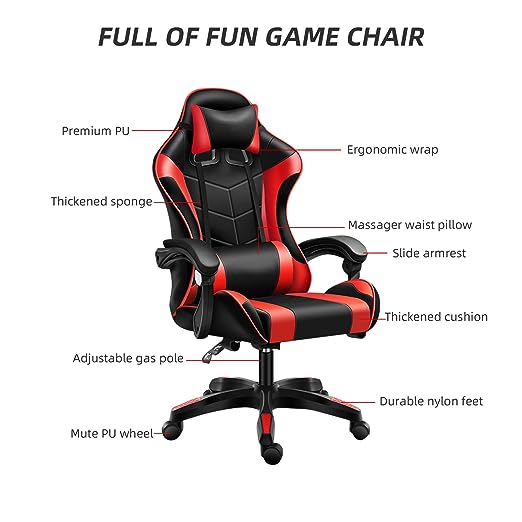 FULL OF FUN GAME CHAIR
Premium PU
Ergonomic wrap
Thickened sponge
Massager waist pillow
Slide armrest
Thickened cushion
Adjustable gas pole
Durable nylon feet
Mute PU wheel